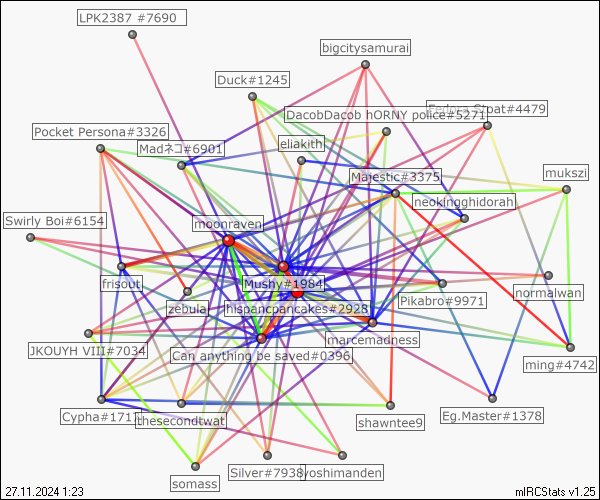 LPK2387 #7690
bigcitysamurai
Duck#1245
DacobDacob hORNY police#5271
#4479
Pocket Persona#3326
Madネコ#6901
eliakith
Majestic#3375
mukszi
neokingghidorah
Swirly Boi#6154
moonraven
frisout
Mushy#1984
zebulal
hispancpancakes#2928
Pikabro#9971
normalwan
marcemadness
JKOUYH VIII#7034
Can anything be saved#0396
ming#4742
Cypha#171
thesecondtwat
shawntee9
Eg.Master#1378
somass
Silver#7938
yoshimanden
27.11.2024 1:23
mIRCStats v1.25